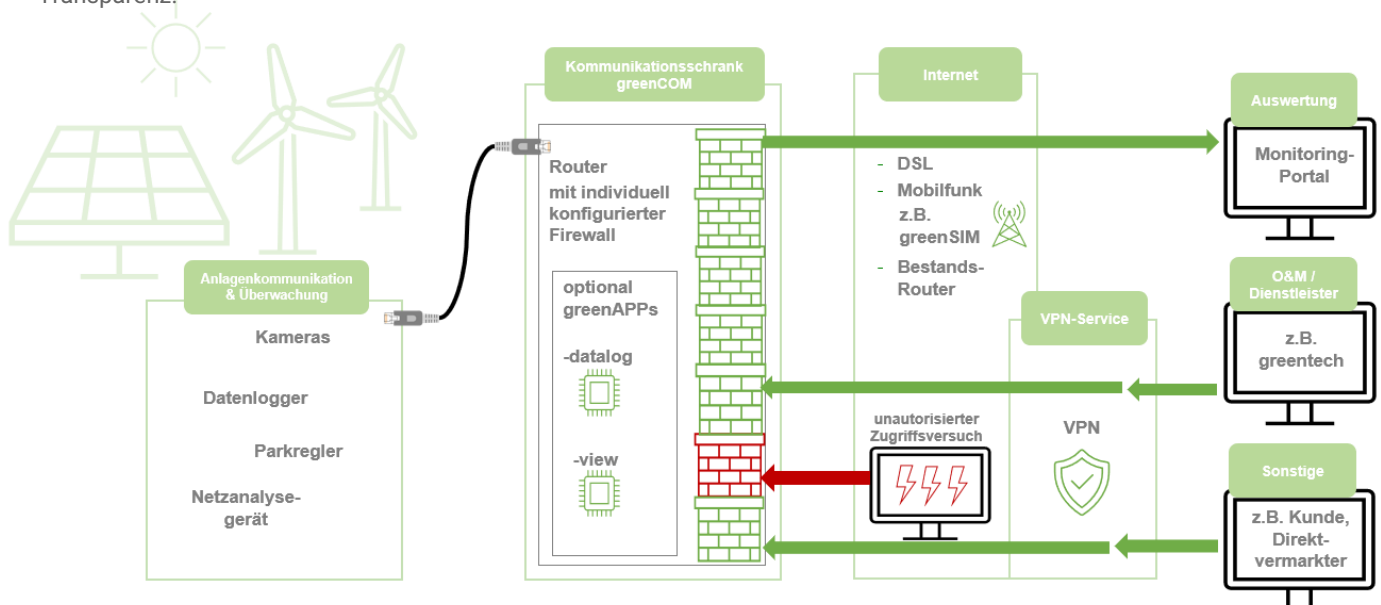 Transparenz.
Kommunikationsschrank
greenCOM
Internet
Auswertung
Monitoring-
Portal
Router
mit individuell
konfigurierter
Firewall
- DSL
- Mobilfunk
z.B.
greenSIM
- Bestands-
Router
Anlagenkommunikation
& Überwachung
Kameras
Datenlogger
Parkregler
Netzanalyse-
gerät
optional
greenAPPs
-datalog
-view
VPN-Service
VPN
O&M /
Dienstleister
z.B.
greentech
unautorisierter
Zugriffsversuch
Sonstige
z.B. Kunde,
Direkt-
vermarkter